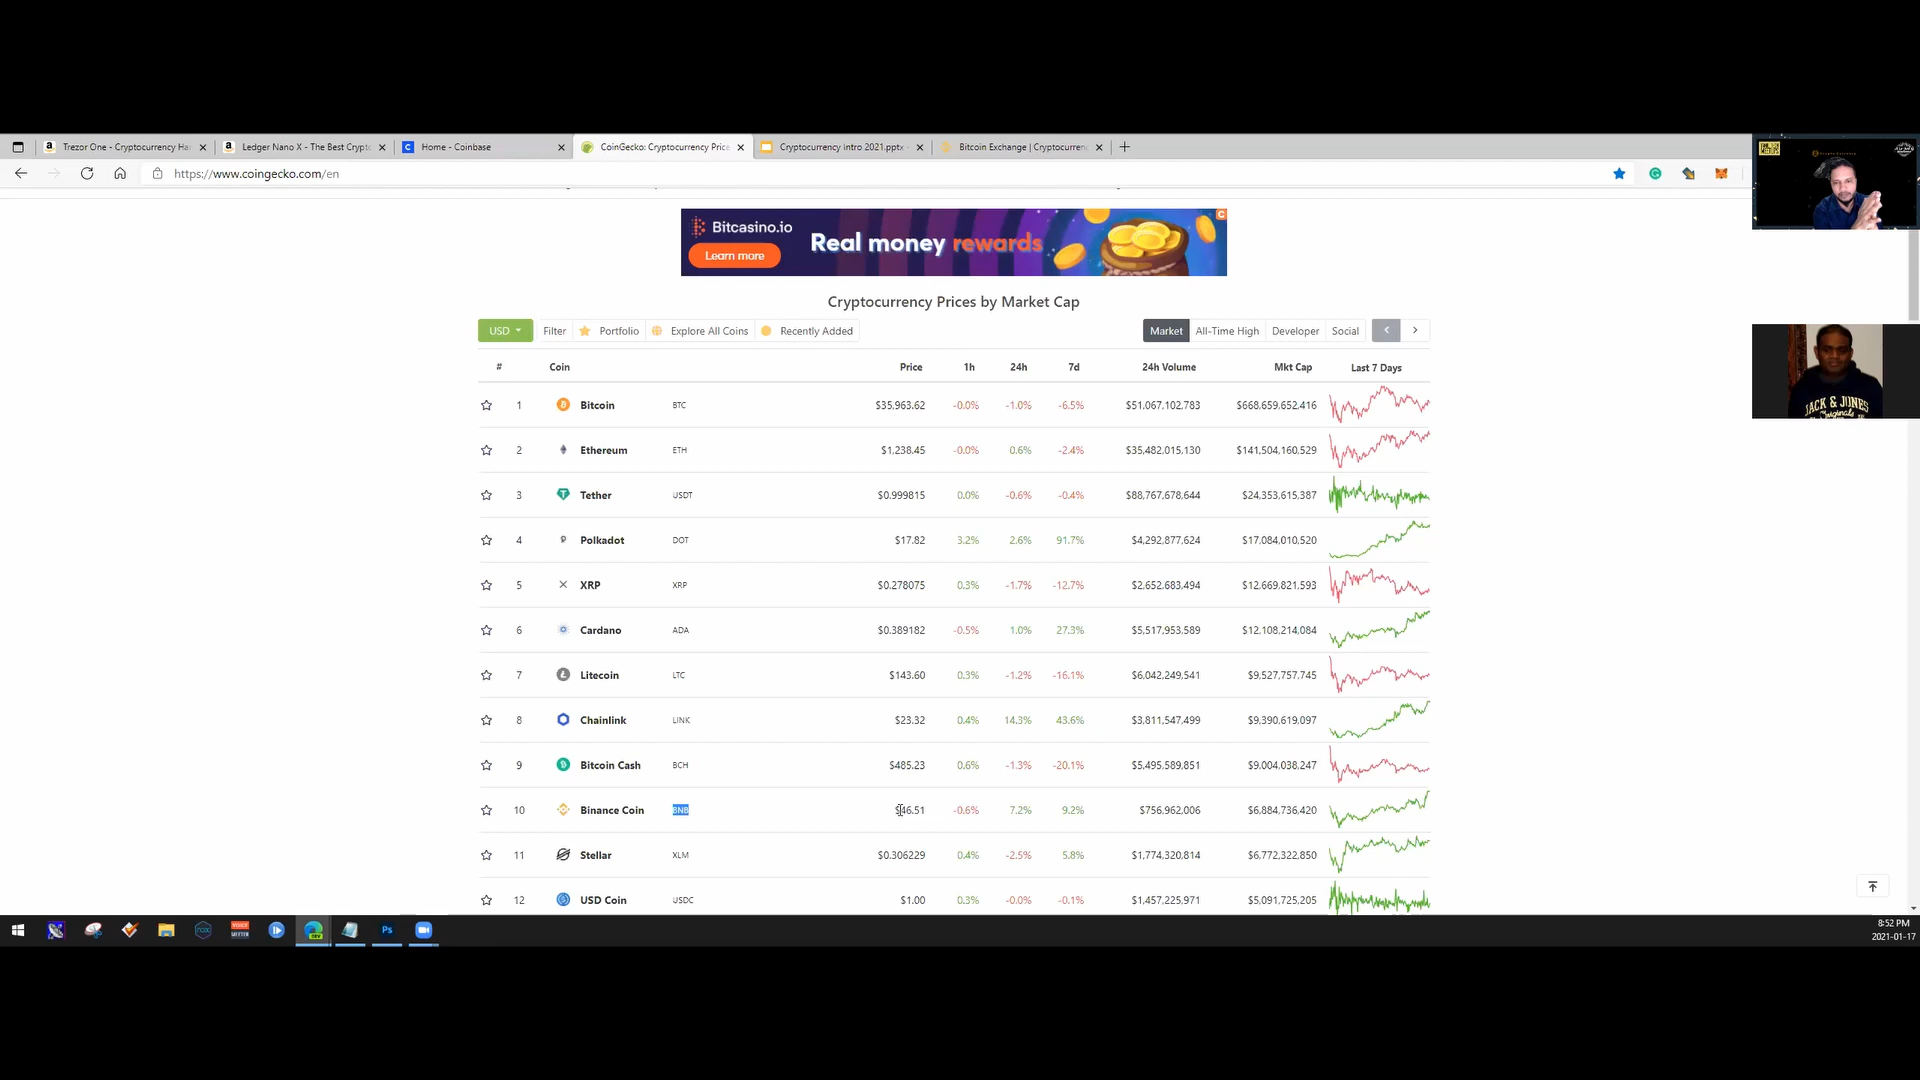 Trezor One - Cryptocurrency Ha
Ledger Nano X - The Best Crypto
Home - Coinbase
CoinGecko: Cryptocurrency Price
Cryptocurrency intro 2021.pptx -
Bitcoin Exchange | Cryptocurren
https://www.coingecko.com/en
Bitcasino.io
Learn more
Real money rewards
Cryptocurrency Prices by Market Cap
USD Filter Portfolio Explore All Coins Recently Added Market All-Time High Developer Social
# Coin Price 1h 24h 7d 24h Volume Mkt Cap Last 7 Days
1 Bitcoin BTC $35,963.62 -0.0% -1.0% -6.5% $51,067,102,783 $668,659,652,416
2 Ethereum ETH $1,238.45 -0.0% 0.6% -2.4% $35,482,015,130 $141,504,160,529
3 Tether USDT $0.999815 0.0% -0.6% -0.4% $88,767,678,644 $24,353,615,387
4 Polkadot DOT $17.82 3.2% 2.6% 91.7% $4,292,877,624 $17,084,010,520
5 XRP XRP $0.278075 0.3% -1.7% -12.7% $2,652,683,494 $12,669,821,593
6 Cardano ADA $0.389182 -0.5% 1.0% 27.3% $5,517,953,589 $12,108,214,084
7 Litecoin LTC $143.60 0.3% -1.2% -16.1% $6,042,249,541 $9,527,757,745
8 Chainlink LINK $23.32 0.4% 14.3% 43.6% $3,811,547,499 $9,390,619,097
9 Bitcoin Cash BCH $485.23 0.6% -1.3% -20.1% $5,495,589,851 $9,004,038,247
10 Binance Coin BNB $46.51 -0.6% 7.2% 9.2% $756,962,006 $6,884,736,420
11 Stellar XLM $0.306229 0.4% -2.5% 5.8% $1,774,320,814 $6,772,322,850
12 USD Coin USDC $1.00 0.3% -0.0% -0.1% $1,457,225,971 $5,091,725,205
JACK & JONES
Originals
Ps
8:52 PM
2021-01-17